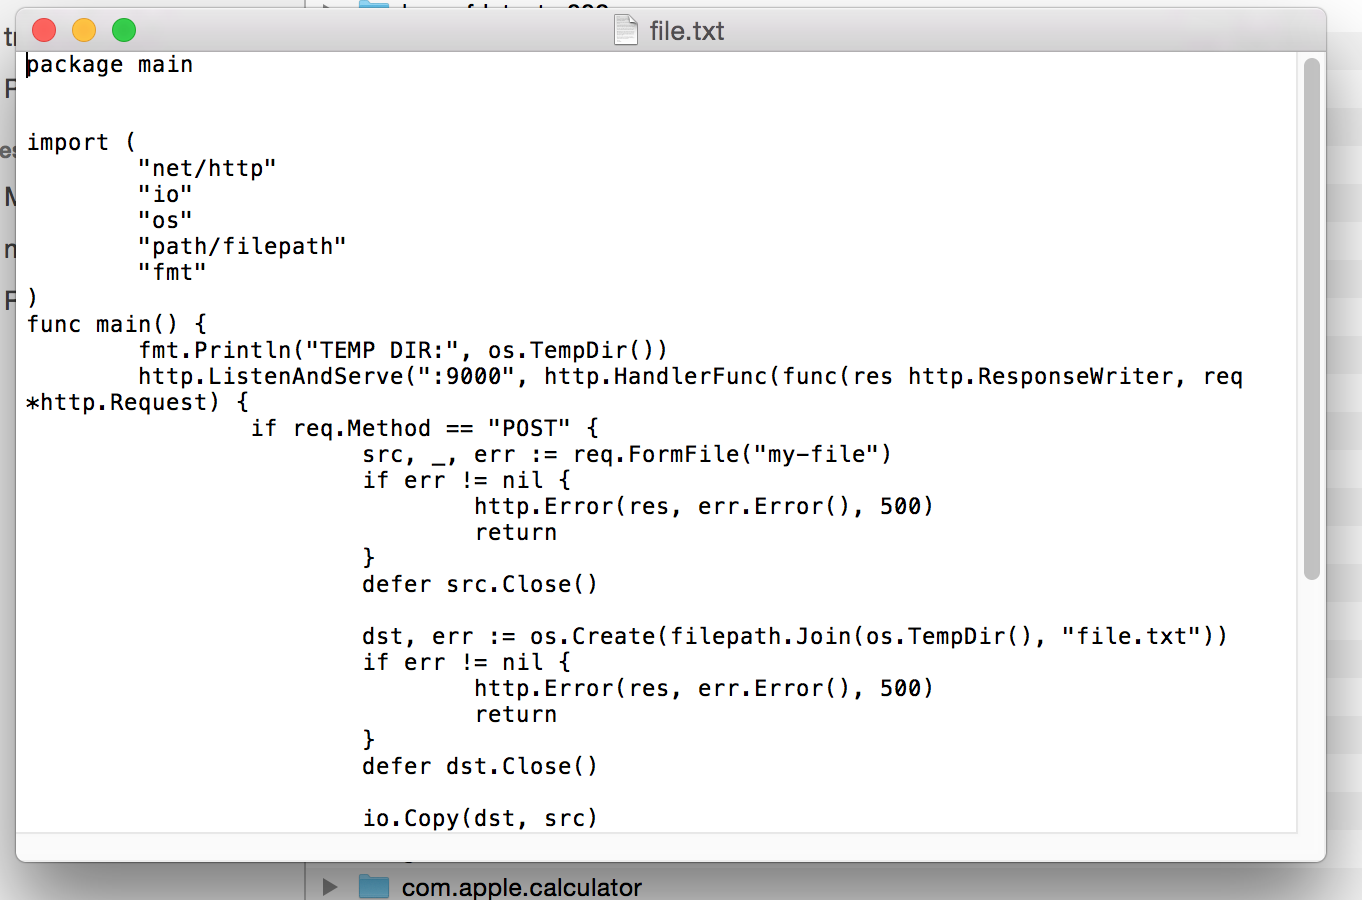 file.txt
package main
import (
"net/http"
"io"
"os"
"path/filepath"
"fmt"
)
func main() {
fmt.Println("TEMP DIR:", os.TempDir())
http.ListenAndServe(":9000", http.HandlerFunc(func(res http.ResponseWriter, req
*http.Request) {
if req.Method == "POST" {
src, _, err := req.FormFile("my-file")
if err != nil {
http.Error(res, err.Error(), 500)
return
}
defer src.Close()
dst, err := os.Create(filepath.Join(os.TempDir(), "file.txt"))
if err != nil {
http.Error(res, err.Error(), 500)
return
}
defer dst.Close()
io.Copy(dst, src)
com.apple.calculator